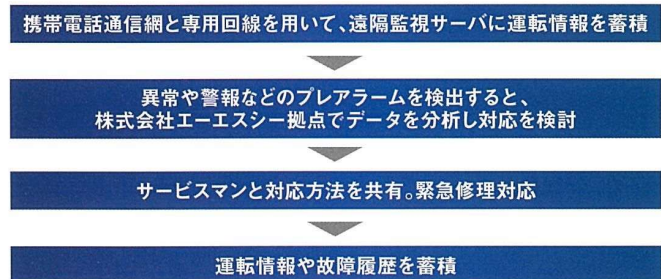 携帯電話通信網と専用回線を用いて、遠隔監視サーバに運転情報を蓄積
異常や警報などのプレアラームを検出すると、
株式会社エーエスシー拠点でデータを分析し対応を検討
サービスマンと対応方法を共有。緊急修理対応
運転情報や故障履歴を蓄積